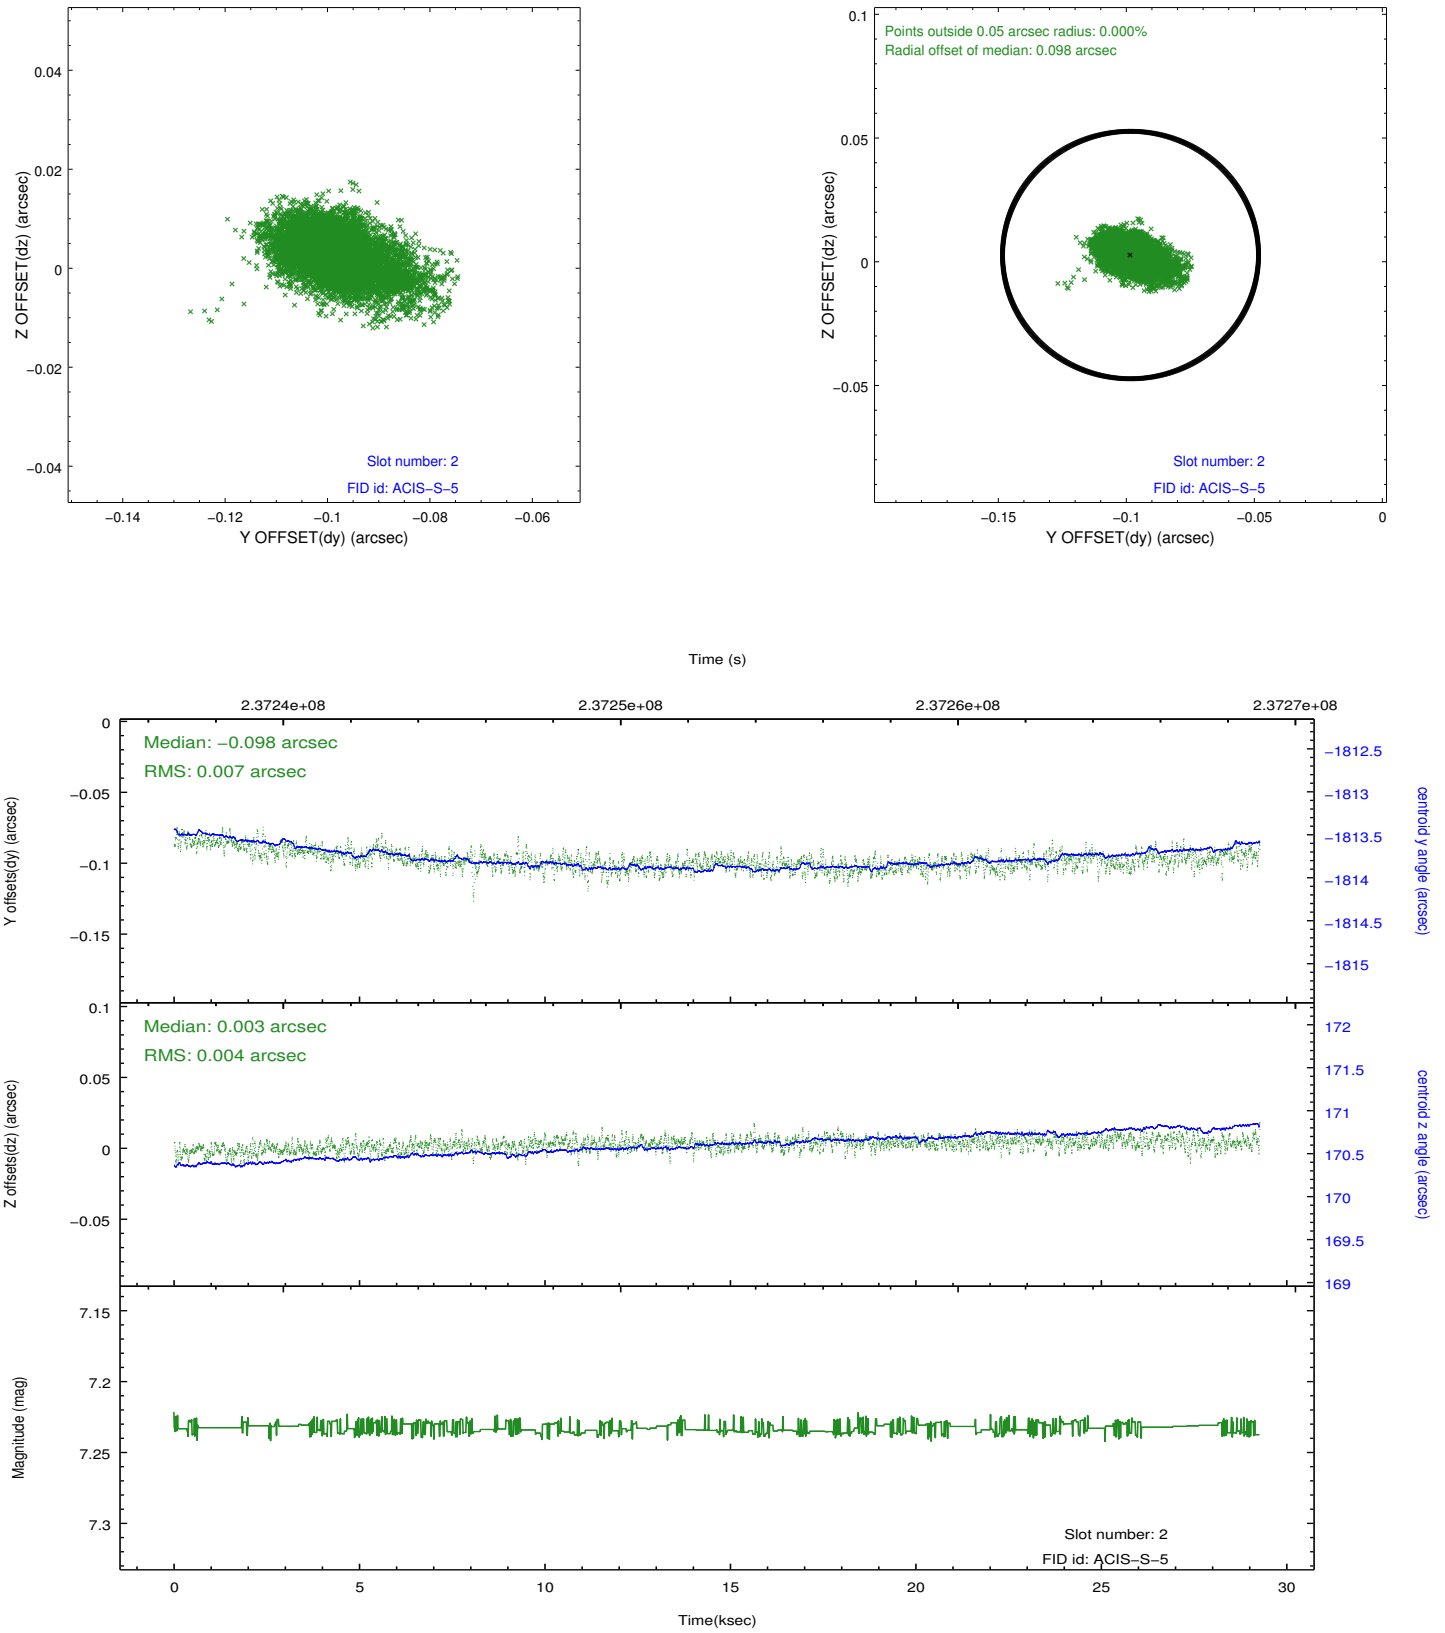 0.04
0.02
0
−0.02
−0.04
Z OFFSET(dz) (arcsec)
Slot number: 2
FID id: ACIS−S−5
−0.14
−0.12
−0.1
−0.08
−0.06
Y OFFSET(dy) (arcsec)
Points outside 0.05 arcsec radius: 0.000%
Radial offset of median: 0.098 arcsec
0.1
0.05
0
−0.05
Z OFFSET(dz) (arcsec)
Slot number: 2
FID id: ACIS−S−5
−0.15
−0.1
−0.05
0
Y OFFSET(dy) (arcsec)
Time (s)
2.3724e+08
2.3725e+08
2.3726e+08
2.3727e+08
Median: −0.098 arcsec
RMS: 0.007 arcsec
0
−0.05
−0.1
−0.15
Y offsets(dy) (arcsec)
−1812.5
−1813
−1813.5
−1814
−1814.5
−1815
centroid y angle (arcsec)
Median: 0.003 arcsec
RMS: 0.004 arcsec
0.1
0.05
0
−0.05
Z offsets(dz) (arcsec)
172
171.5
171
170.5
170
169.5
169
centroid z angle (arcsec)
7.15
7.2
7.25
7.3
Magnitude (mag)
Slot number: 2
FID id: ACIS−S−5
0
5
10
15
20
25
30
Time(ksec)